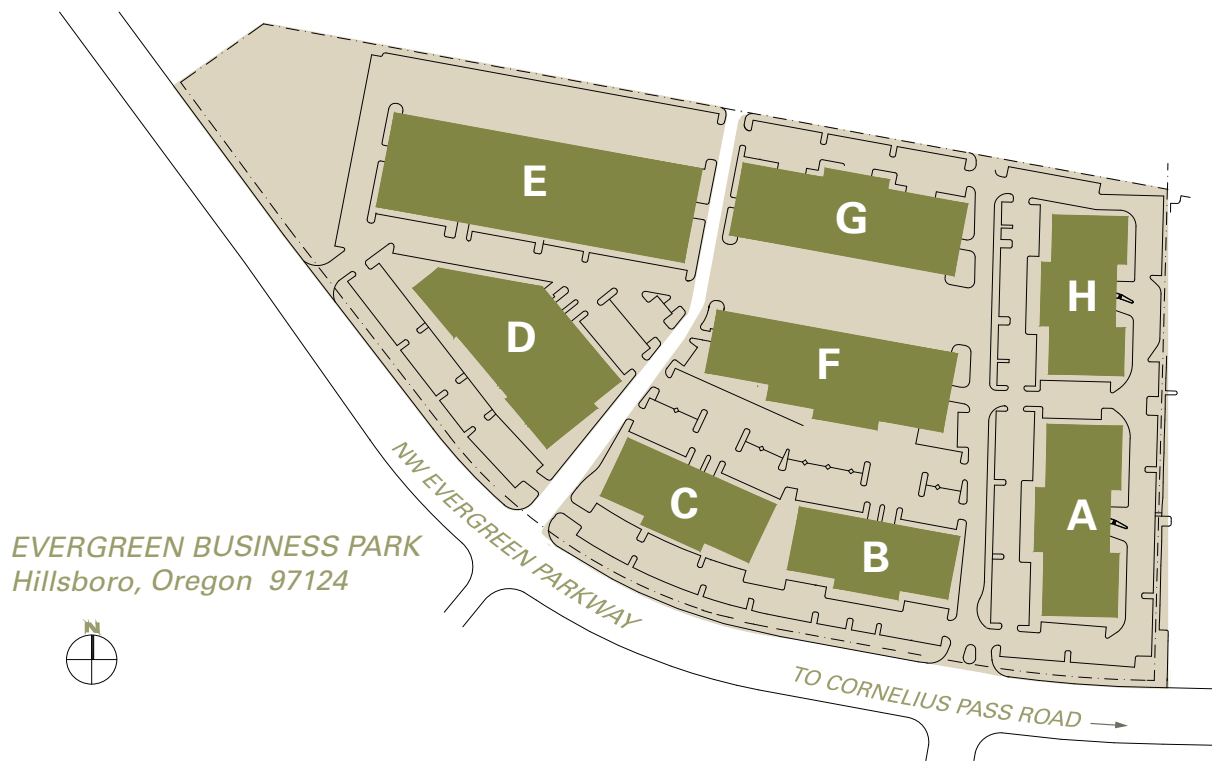 E
G
H
D
F
C
A
B
NW EVERGREEN PARKWAY
EVERGREEN BUSINESS PARK
Hillsboro, Oregon 97124
N
TO CORNELIUS PASS ROAD